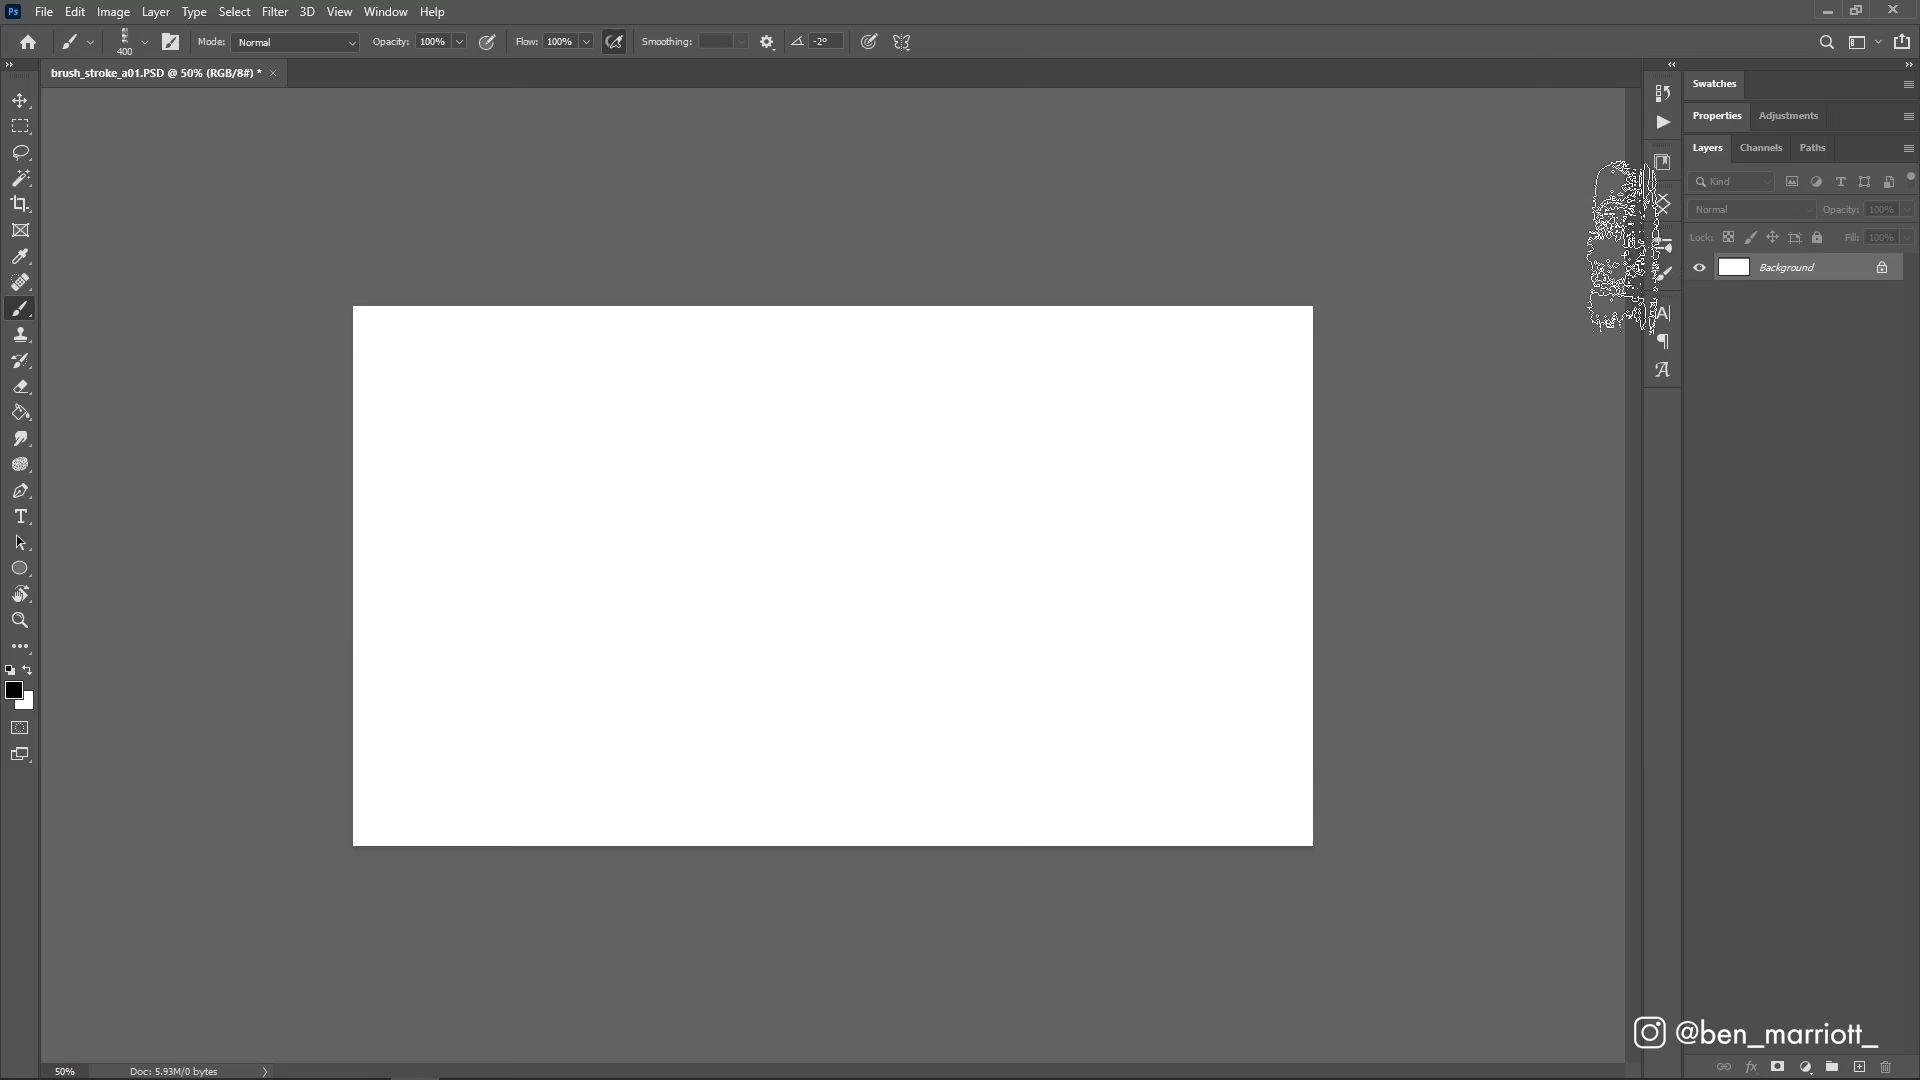 Ps File Edit Image Layer Type Select Filter 3D View Window Help
400 Mode: Normal Opacity: 100% Flow: 100% Smoothing: -2°
brush_stroke_a01.PSD @ 50% (RGB/8#) * ×
Swatches
Properties Adjustments
Layers Channels Paths
Kind
Normal Opacity: 100%
Lock: Fill: 100%
Background
@ben_marriott_
50% Doc: 5.93M/0 bytes